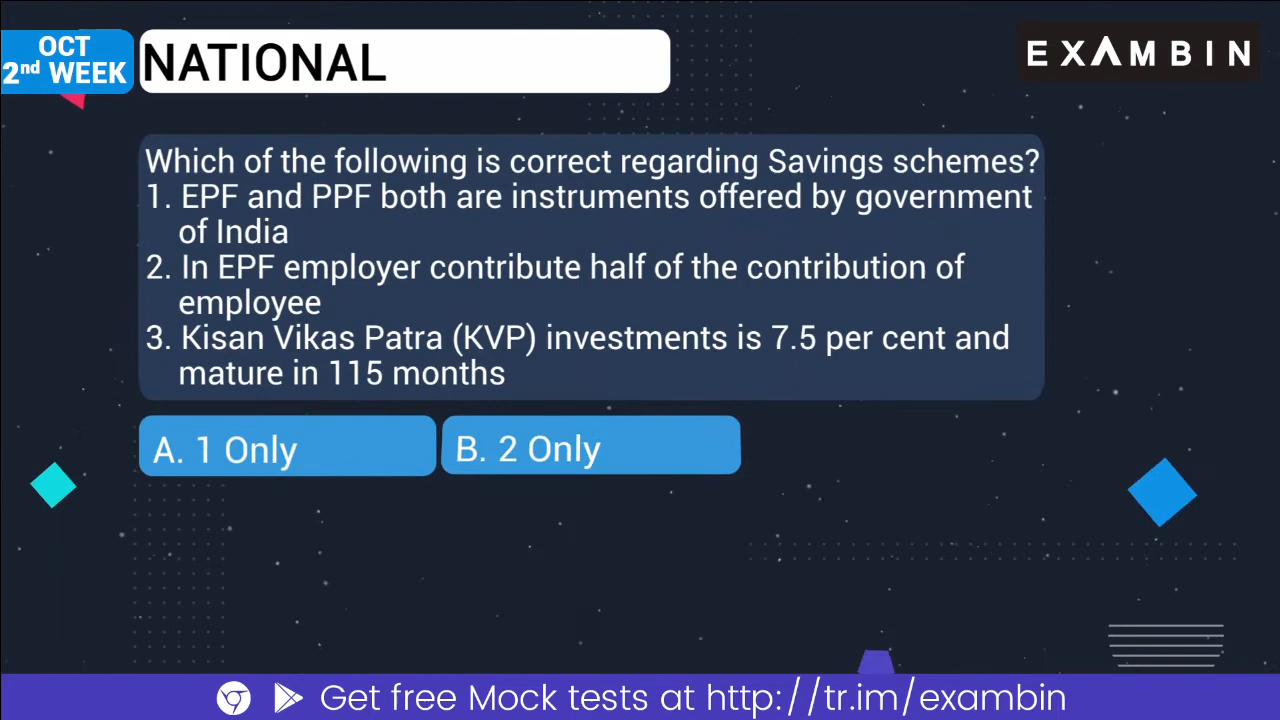 OCT
2nd WEEK
NATIONAL
EXAMBIN
Which of the following is correct regarding Savings schemes?
1. EPF and PPF both are instruments offered by government
of India
2. In EPF employer contribute half of the contribution of
employee
3. Kisan Vikas Patra (KVP) investments is 7.5 per cent and
mature in 115 months
A. 1 Only
B. 2 Only
Get free Mock tests at http://tr.im/exambin